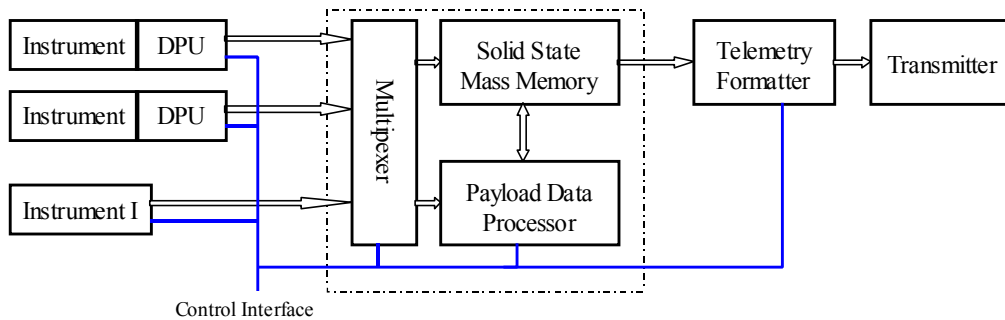 Instrument
DPU
Instrument
DPU
Instrument I
Multipexer
Solid State
Mass Memory
Payload Data
Processor
Telemetry
Formatter
Transmitter
Control Interface